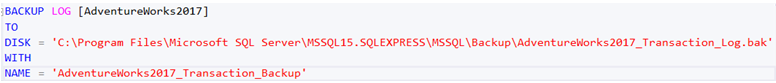 BACKUP LOG [AdventureWorks2017]
TO
DISK = 'C:\Program Files\Microsoft SQL Server\MSSQL15.SQLEXPRESS\MSSQL\Backup\AdventureWorks2017_Transaction_Log.bak'
WITH
NAME = 'AdventureWorks2017_Transaction_Backup'